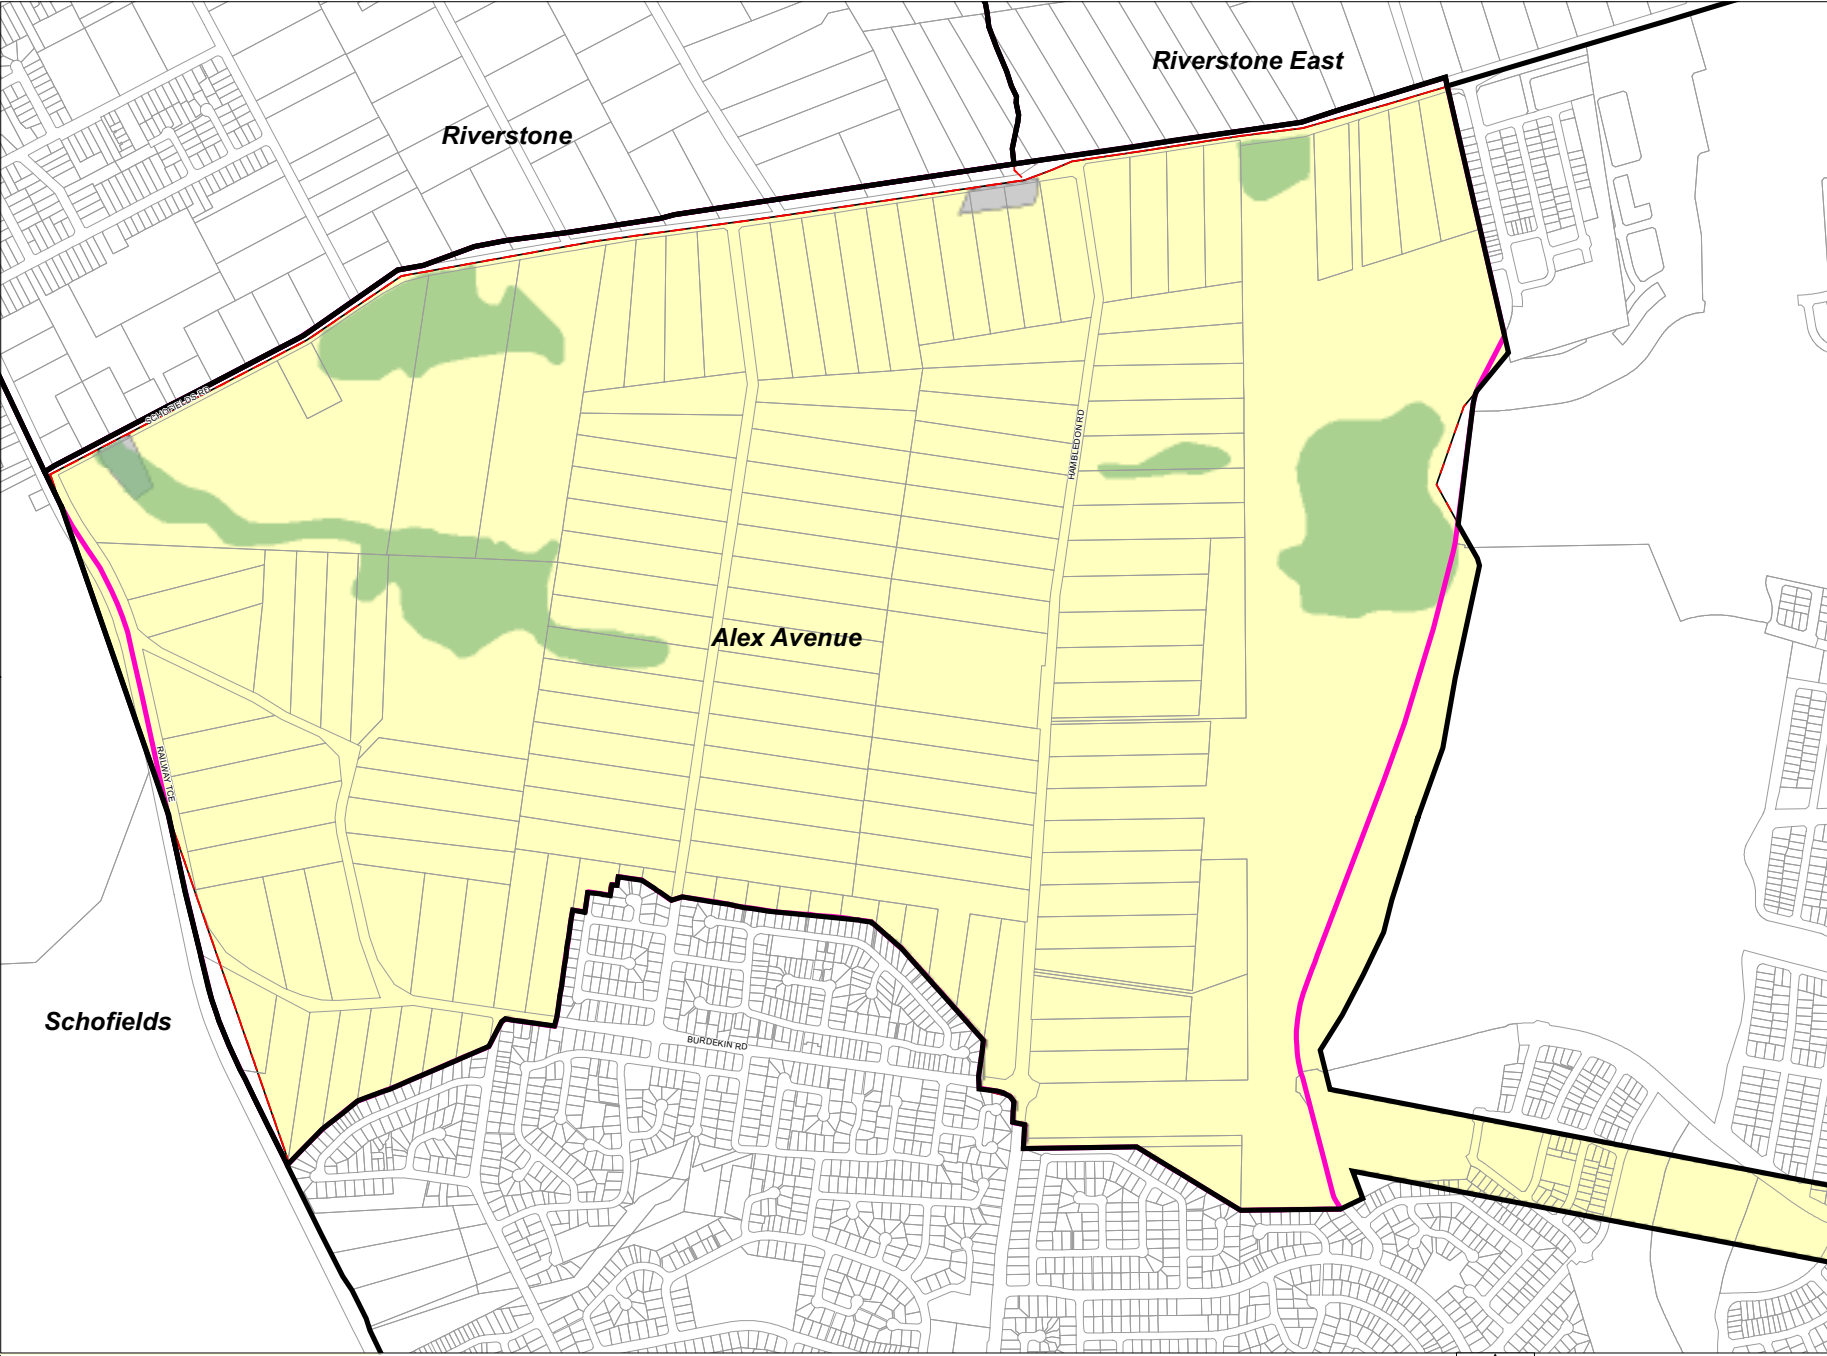 Riverstone East
Riverstone
SCHOFIELDS RD
HAMBLEDON RD
Alex Avenue
RAILWAY TCE
Schofields
BURDEKIN RD